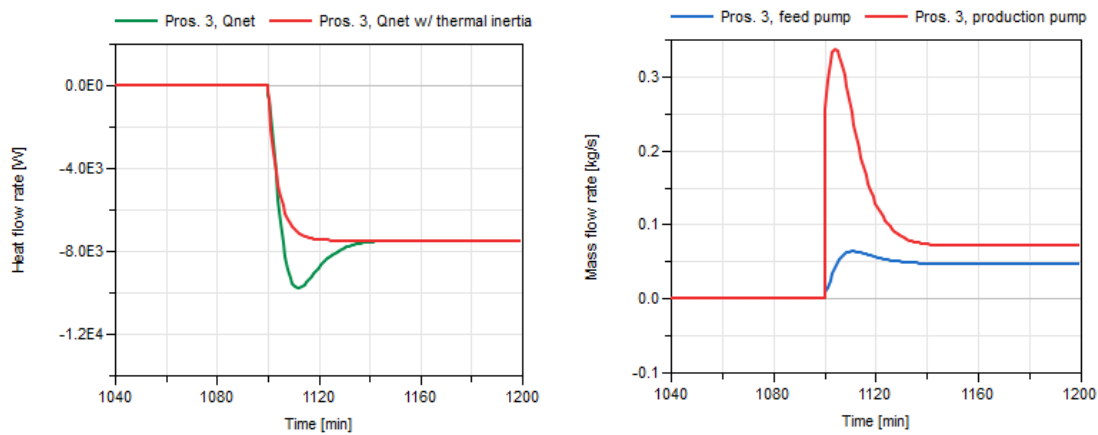 Pros. 3, Qnet Pros. 3, Qnet w/ thermal inertia
0.0E0
-4.0E3
-8.0E3
-1.2E4
Heat flow rate [W]
1040 1080 1120 1160 1200
Time [min]
Pros. 3, feed pump Pros. 3, production pump
0.3
0.2
0.1
0.0
-0.1
Mass flow rate [kg/s]
1040 1080 1120 1160 1200
Time [min]